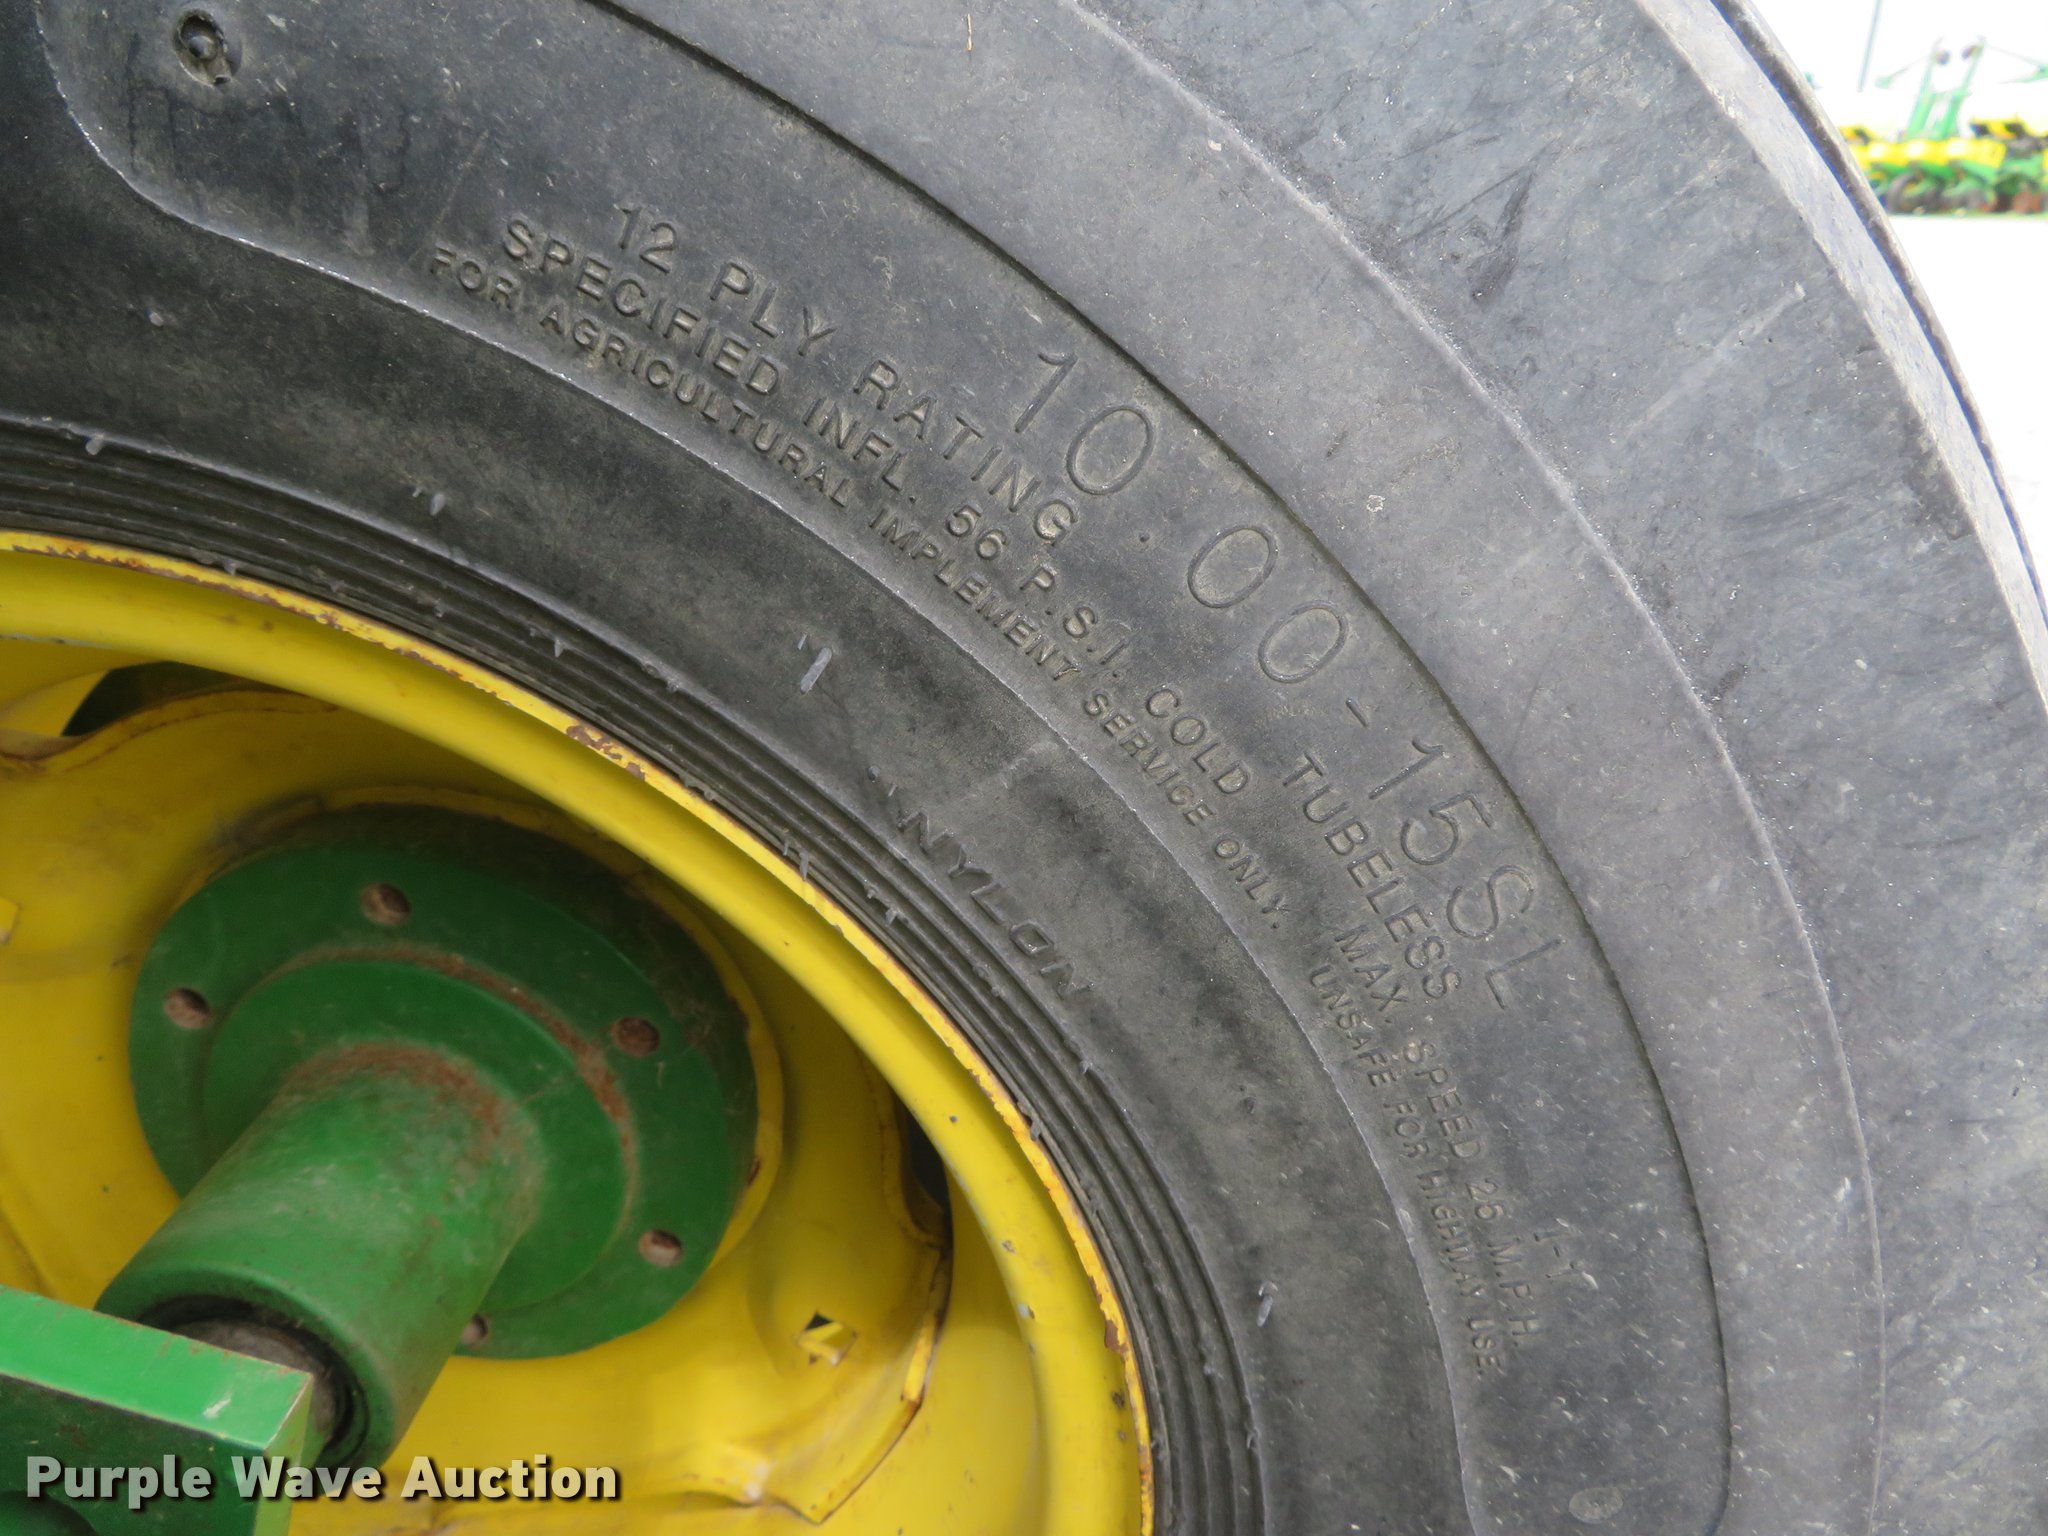 10.00-15SL
12 PLY RATING TUBELESS I-T
SPECIFIED INFL. 56 P.S.I. COLD MAX. SPEED 25 M.P.H.
FOR AGRICULTURAL IMPLEMENT SERVICE ONLY. UNSAFE FOR HIGHWAY USE.
NYLON
Purple Wave Auction